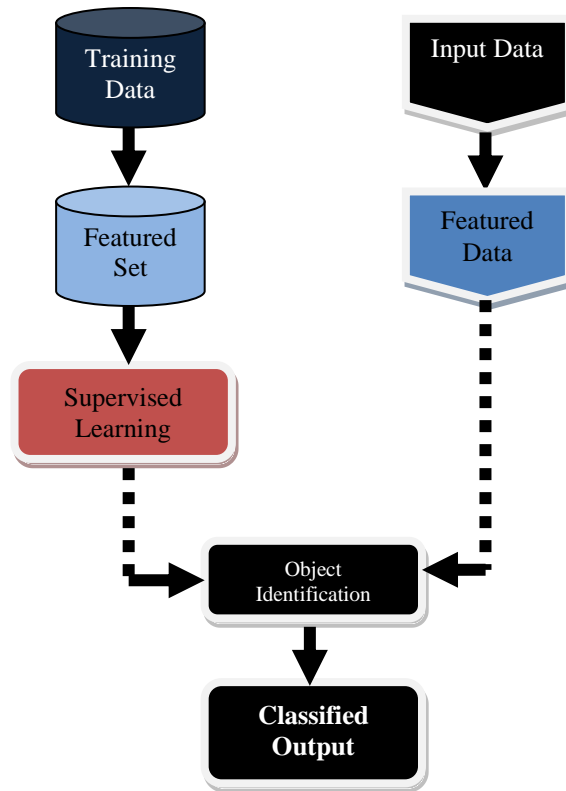 Training
Data
Input Data
Featured
Set
Featured
Data
Supervised
Learning
Object
Identification
Classified
Output